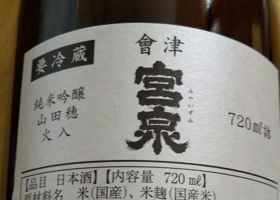 要冷蔵
會津
宮泉
みやいずみ
純米吟醸
山田穂
火入
720㎖詰
【品目】日本酒【内容量】720㎖
原材料名 米(国産)、米麹(国産)